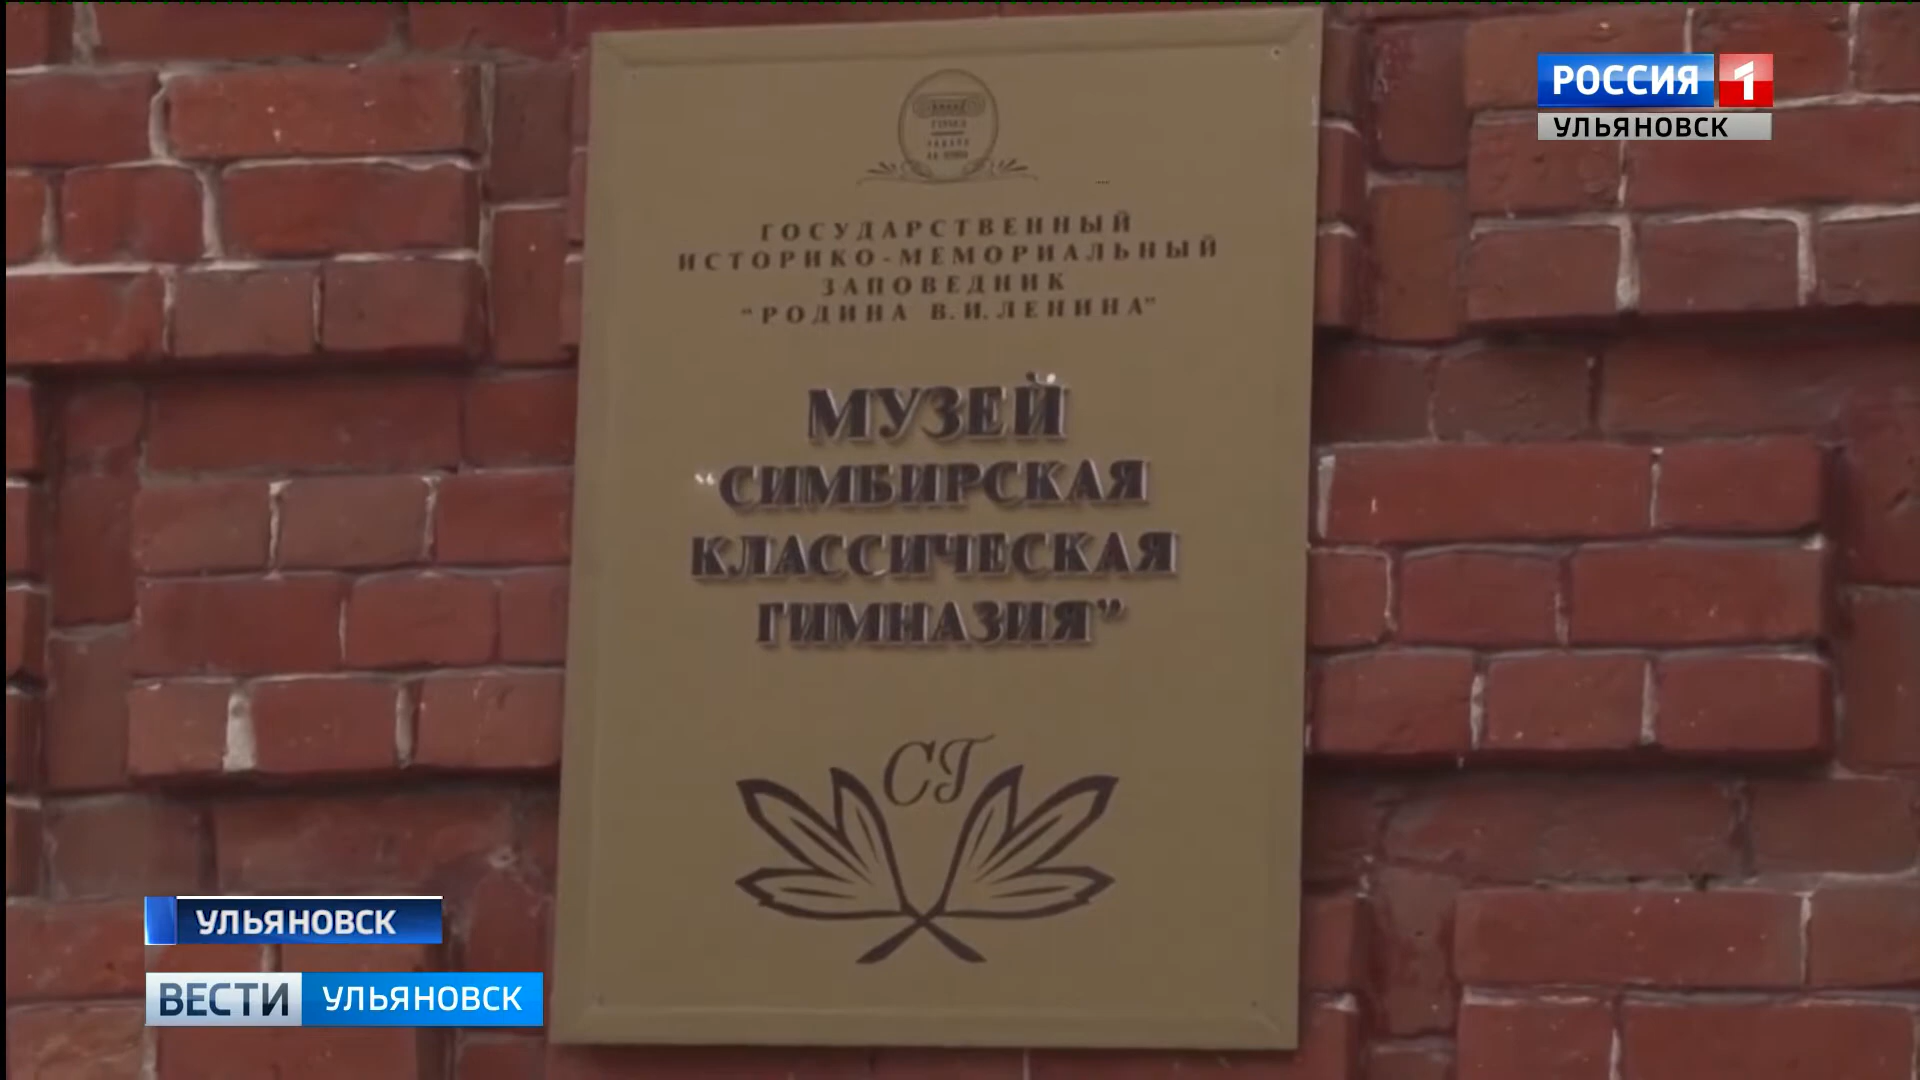 РОССИЯ 1
УЛЬЯНОВСК
ГОСУДАРСТВЕННЫЙ
ИСТОРИКО-МЕМОРИАЛЬНЫЙ
ЗАПОВЕДНИК
"РОДИНА В.И.ЛЕНИНА"
МУЗЕЙ
"СИМБИРСКАЯ
КЛАССИЧЕСКАЯ
ГИМНАЗИЯ"
СГ
УЛЬЯНОВСК
ВЕСТИ УЛЬЯНОВСК